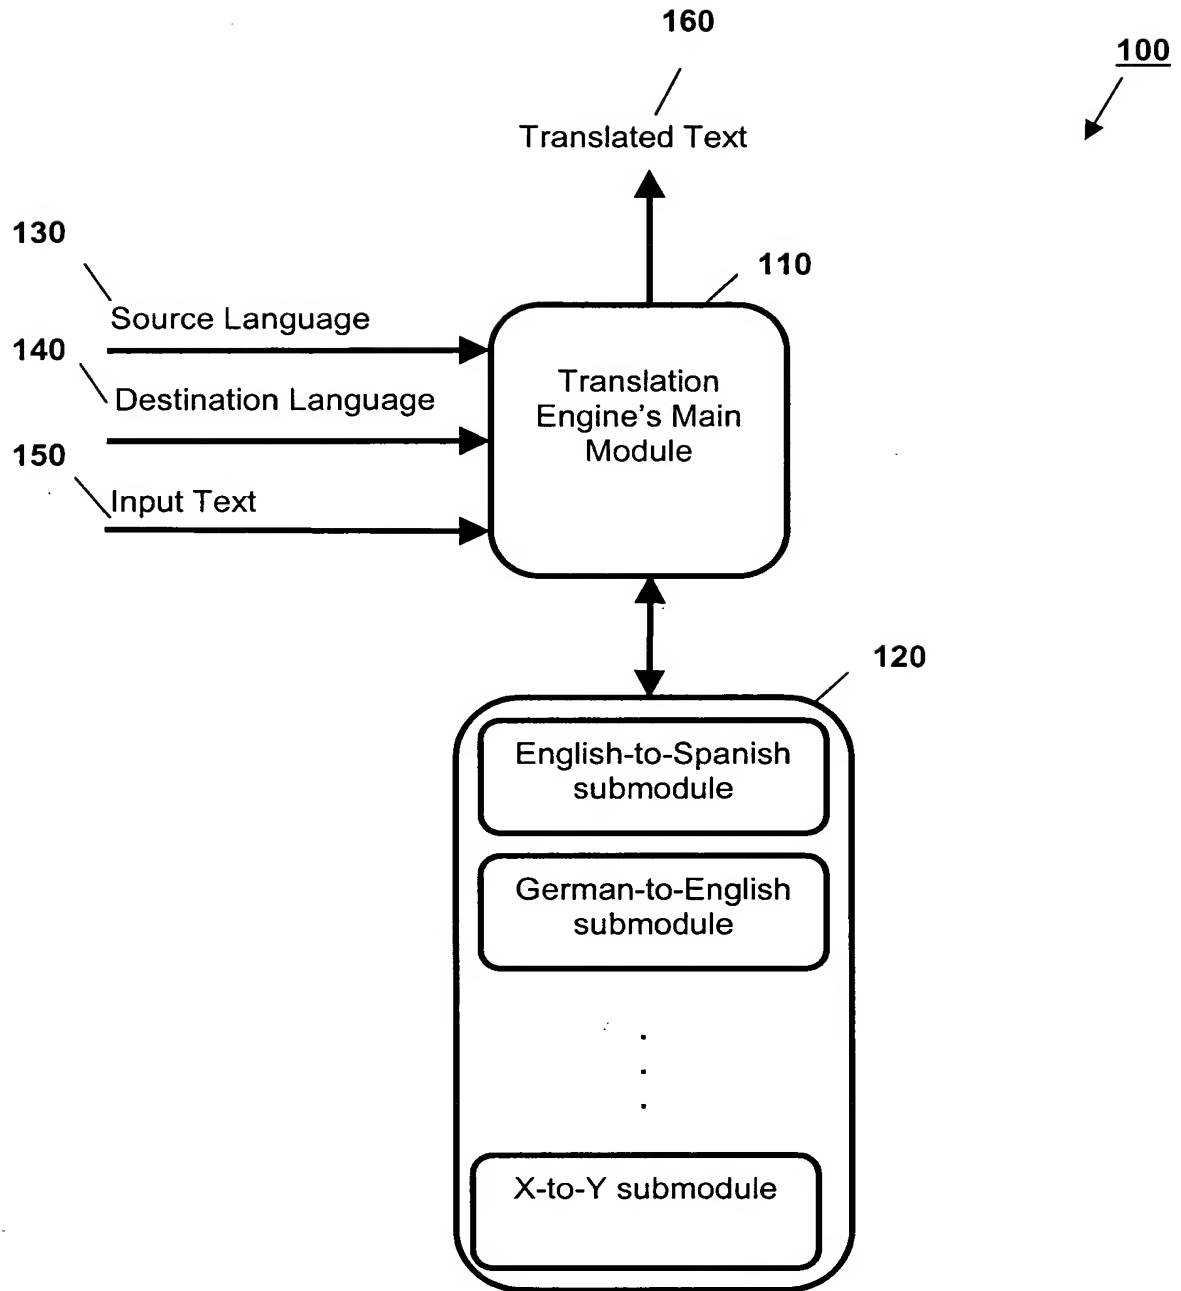 160
100
Translated Text
130
110
Source Language
140
Destination Language
150
Input Text
Translation
Engine's Main
Module
120
English-to-Spanish
submodule
German-to-English
submodule
.
.
.
X-to-Y submodule